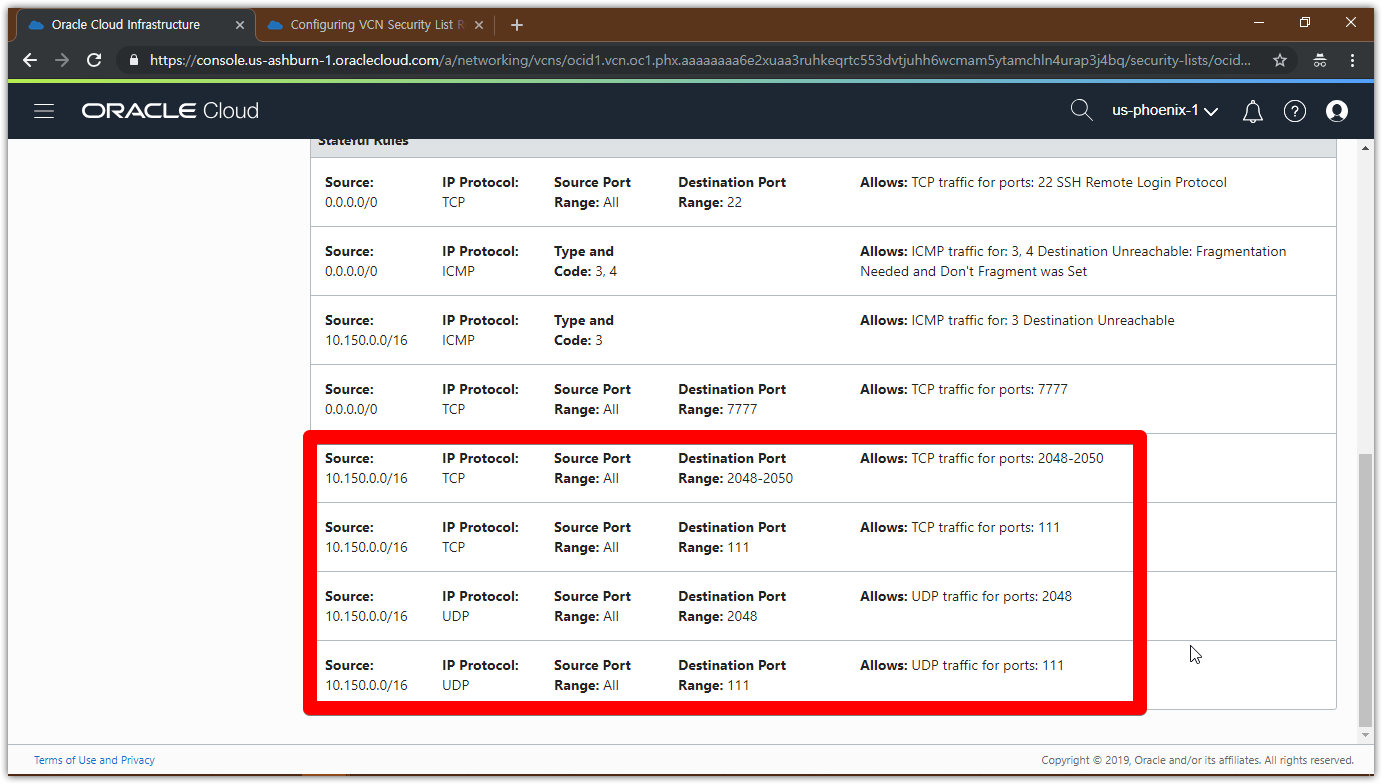 Oracle Cloud Infrastructure
Configuring VCN Security List R
https://console.us-ashburn-1.oraclecloud.com/a/networking/vcns/ocid1.vcn.oc1.phx.aaaaaaaa6e2xuaa3ruhkeqrtc553dvtjuhh6wcmam5ytamchln4urap3j4bq/security-lists/ocid...
ORACLE Cloud
us-phoenix-1
Stateful Rules
Source: IP Protocol: Source Port Destination Port Allows: TCP traffic for ports: 22 SSH Remote Login Protocol
0.0.0.0/0 TCP Range: All Range: 22
Source: IP Protocol: Type and Allows: ICMP traffic for: 3, 4 Destination Unreachable: Fragmentation
0.0.0.0/0 ICMP Code: 3, 4 Needed and Don't Fragment was Set
Source: IP Protocol: Type and Allows: ICMP traffic for: 3 Destination Unreachable
10.150.0.0/16 ICMP Code: 3
Source: IP Protocol: Source Port Destination Port Allows: TCP traffic for ports: 7777
0.0.0.0/0 TCP Range: All Range: 7777
Source: IP Protocol: Source Port Destination Port Allows: TCP traffic for ports: 2048-2050
10.150.0.0/16 TCP Range: All Range: 2048-2050
Source: IP Protocol: Source Port Destination Port Allows: TCP traffic for ports: 111
10.150.0.0/16 TCP Range: All Range: 111
Source: IP Protocol: Source Port Destination Port Allows: UDP traffic for ports: 2048
10.150.0.0/16 UDP Range: All Range: 2048
Source: IP Protocol: Source Port Destination Port Allows: UDP traffic for ports: 111
10.150.0.0/16 UDP Range: All Range: 111
Terms of Use and Privacy
Copyright © 2019, Oracle and/or its affiliates. All rights reserved.